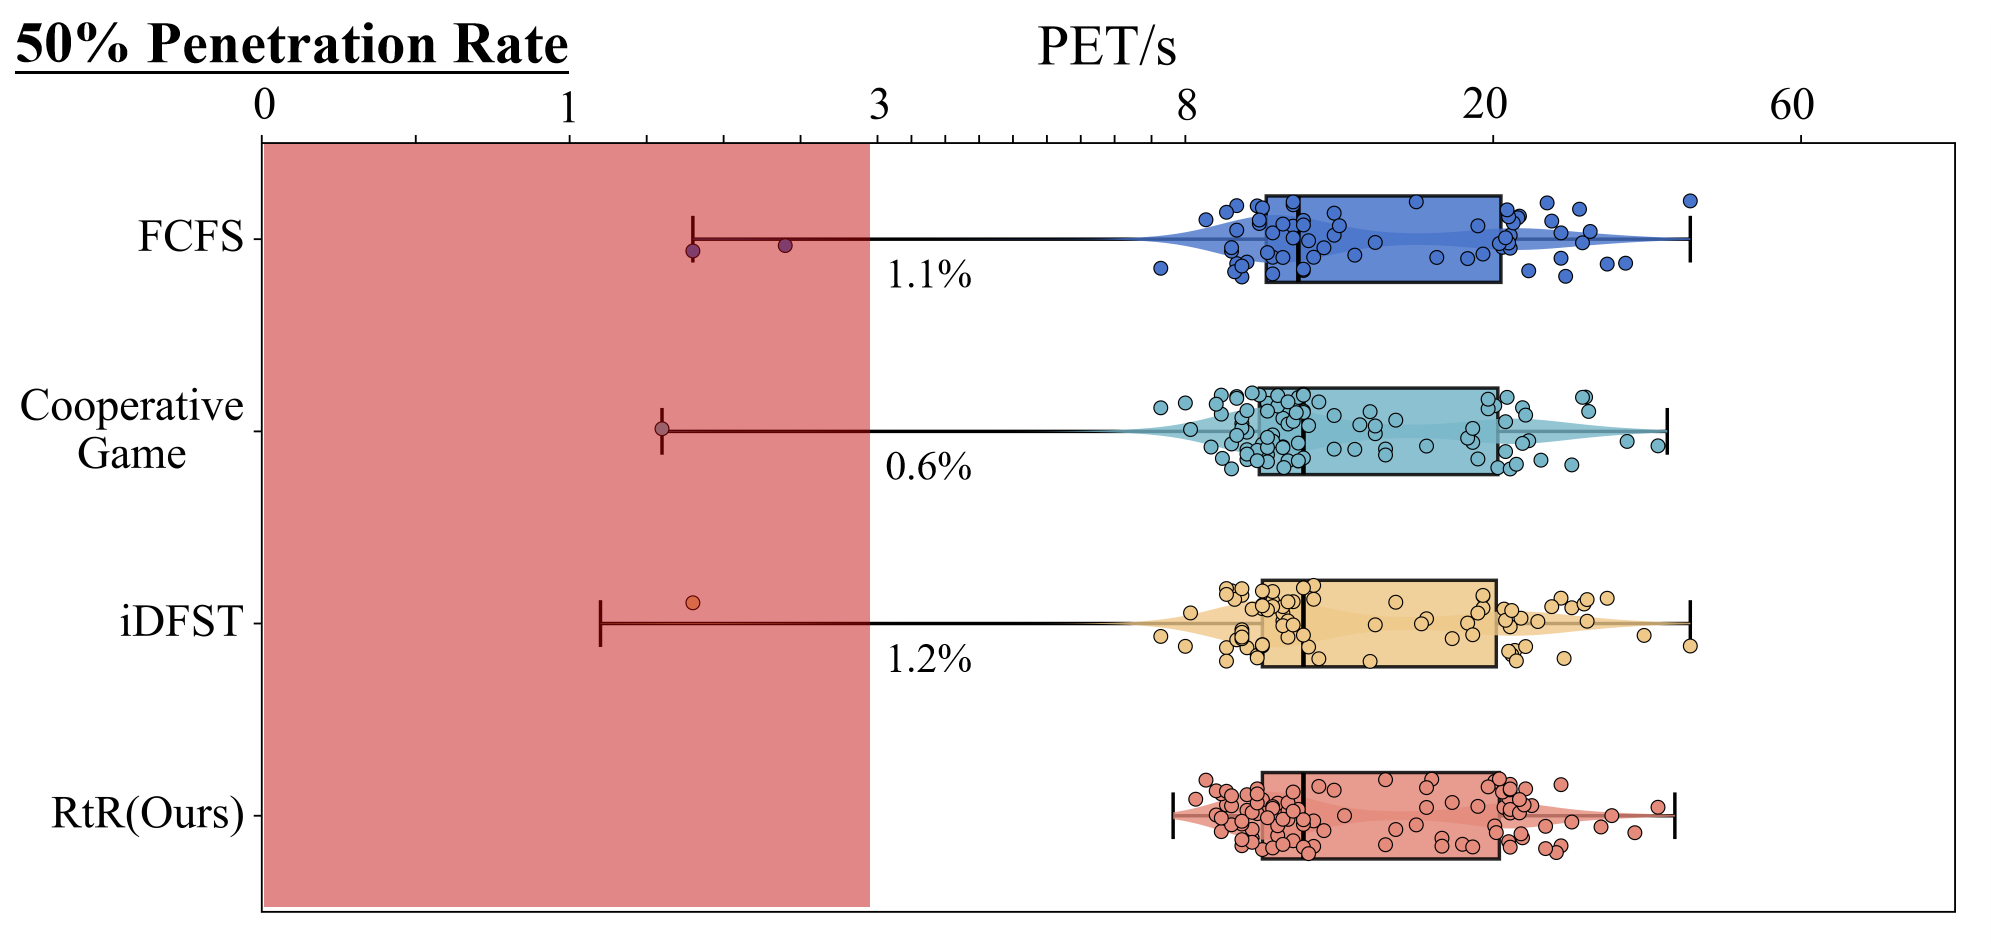 50% Penetration Rate
PET/s
0 1 3 8 20 60
FCFS
1.1%
Cooperative
Game
0.6%
iDFST
1.2%
RtR(Ours)